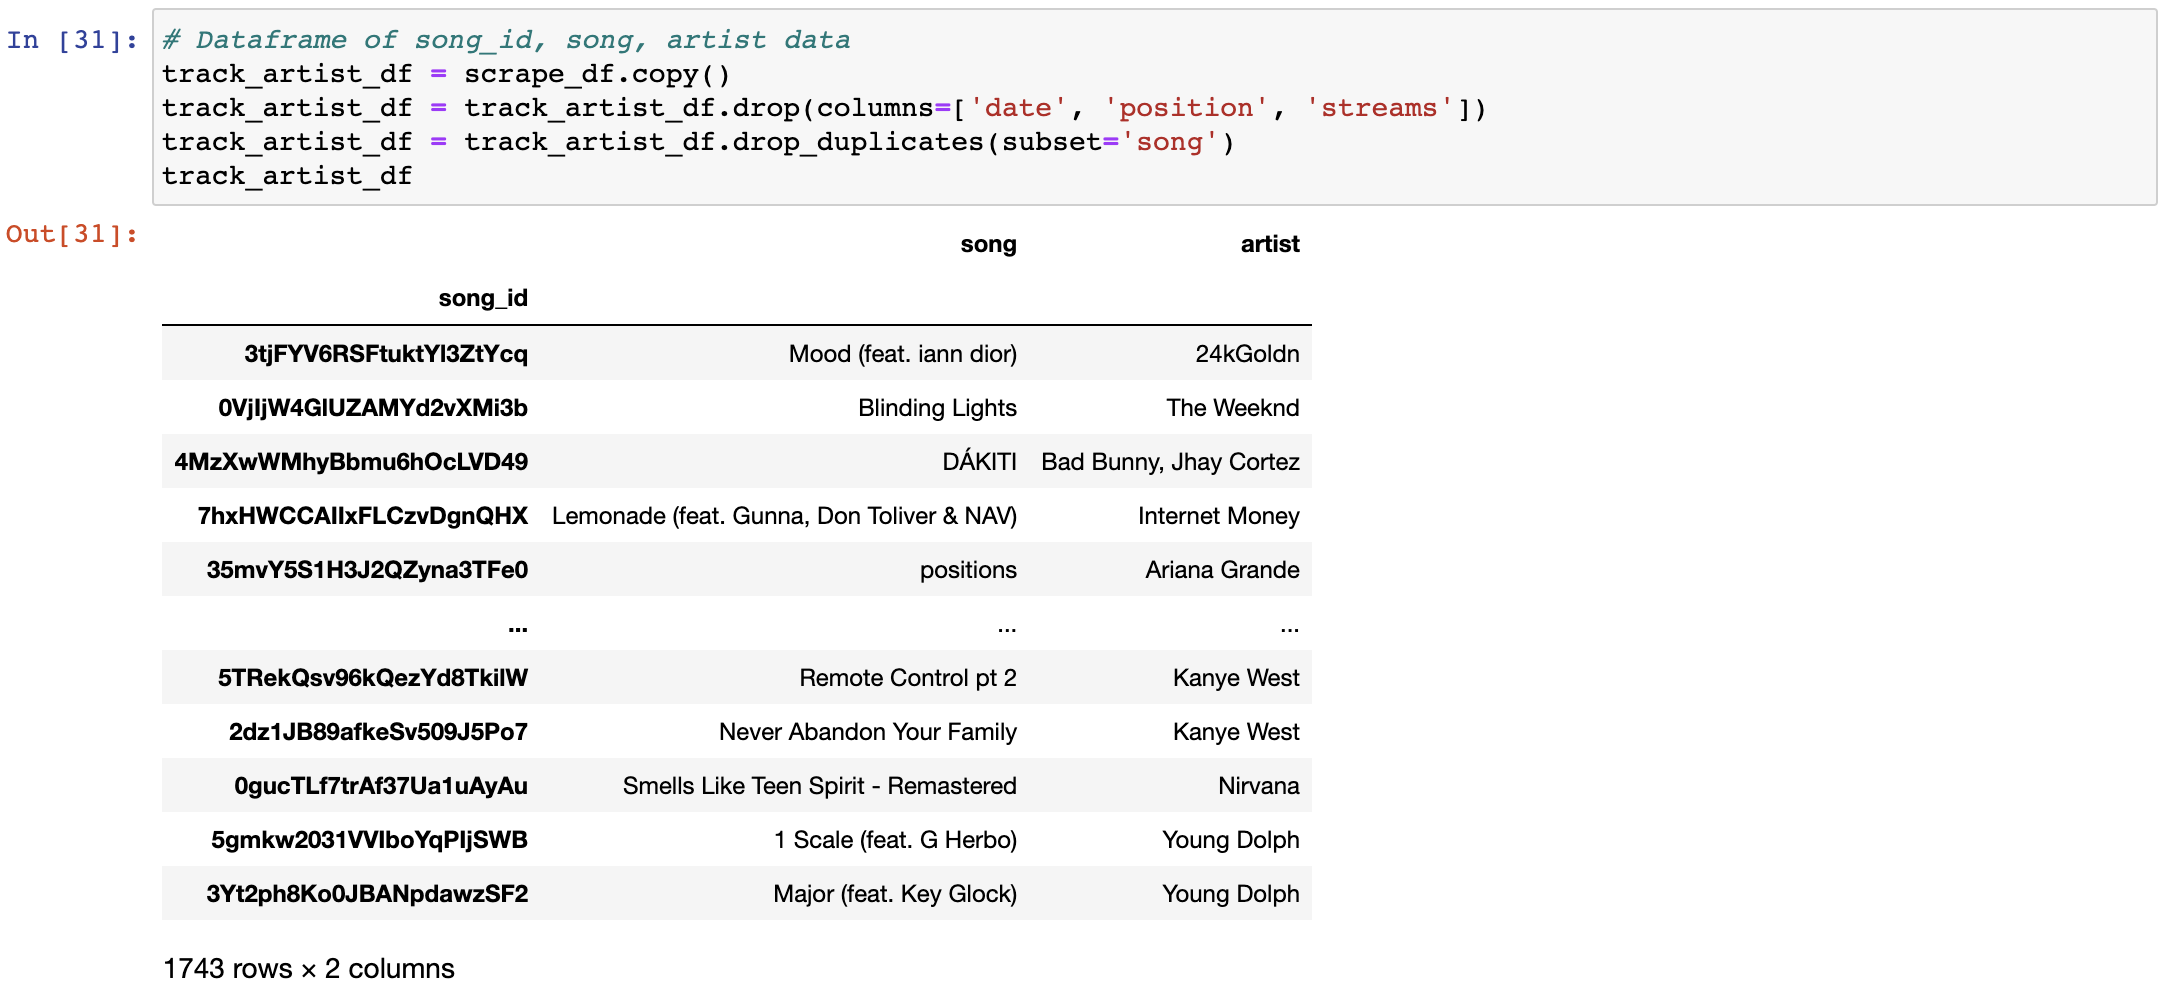 In [31]: # Dataframe of song_id, song, artist data
track_artist_df = scrape_df.copy()
track_artist_df = track_artist_df.drop(columns=['date', 'position', 'streams'])
track_artist_df = track_artist_df.drop_duplicates(subset='song')
track_artist_df
Out[31]:
song artist
song_id
3tjFYV6RSFtuktYl3ZtYcq Mood (feat. iann dior) 24kGoldn
0VjIjW4GlUZAMYd2vXMi3b Blinding Lights The Weeknd
4MzXwWMhyBbmu6hOcLVD49 DÁKITI Bad Bunny, Jhay Cortez
7hxHWCCAIIxFLCzvDgnQHX Lemonade (feat. Gunna, Don Toliver & NAV) Internet Money
35mvY5S1H3J2QZyna3TFe0 positions Ariana Grande
... ... ...
5TRekQsv96kQezYd8TkiIW Remote Control pt 2 Kanye West
2dz1JB89afkeSv509J5Po7 Never Abandon Your Family Kanye West
0gucTLf7trAf37Ua1uAyAu Smells Like Teen Spirit - Remastered Nirvana
5gmkw2031VVIboYqPIjSWB 1 Scale (feat. G Herbo) Young Dolph
3Yt2ph8Ko0JBANpdawzSF2 Major (feat. Key Glock) Young Dolph
1743 rows × 2 columns